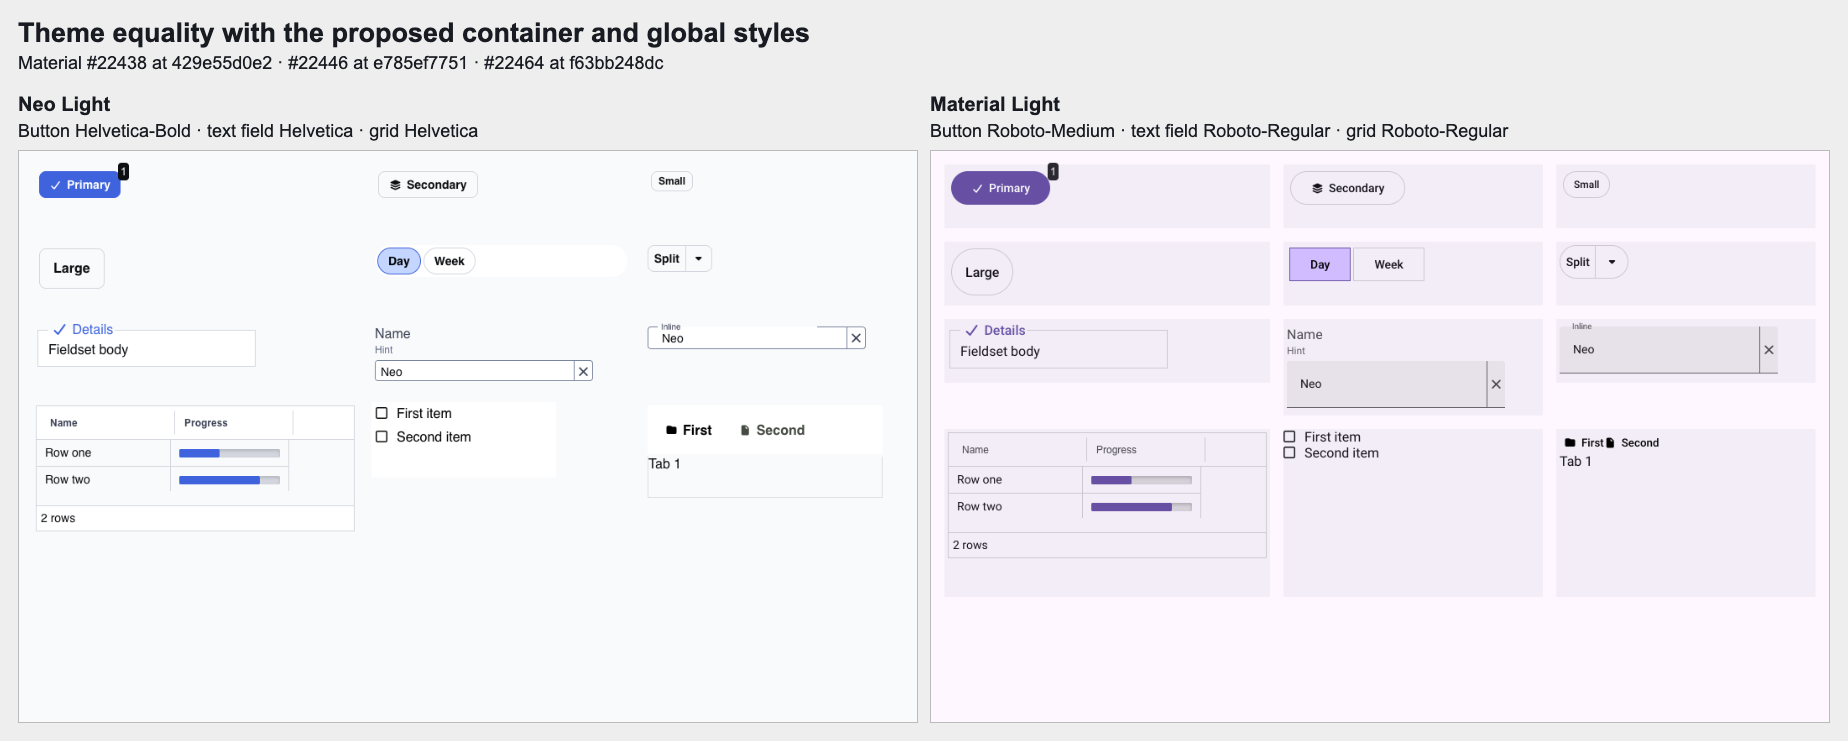 Theme equality with the proposed container and global styles
Material #22438 at 429e55d0e2 · #22446 at e785ef7751 · #22464 at f63bb248dc
Neo Light
Button Helvetica-Bold · text field Helvetica · grid Helvetica
Primary
1
Secondary
Small
Large
Day
Week
Split
Details
Fieldset body
Name
Hint
Neo
Inline
Neo
Name
Progress
Row one
Row two
2 rows
First item
Second item
First
Second
Tab 1
Material Light
Button Roboto-Medium · text field Roboto-Regular · grid Roboto-Regular
Primary
1
Secondary
Small
Large
Day
Week
Split
Details
Fieldset body
Name
Hint
Neo
Inline
Neo
Name
Progress
Row one
Row two
2 rows
First item
Second item
First
Second
Tab 1